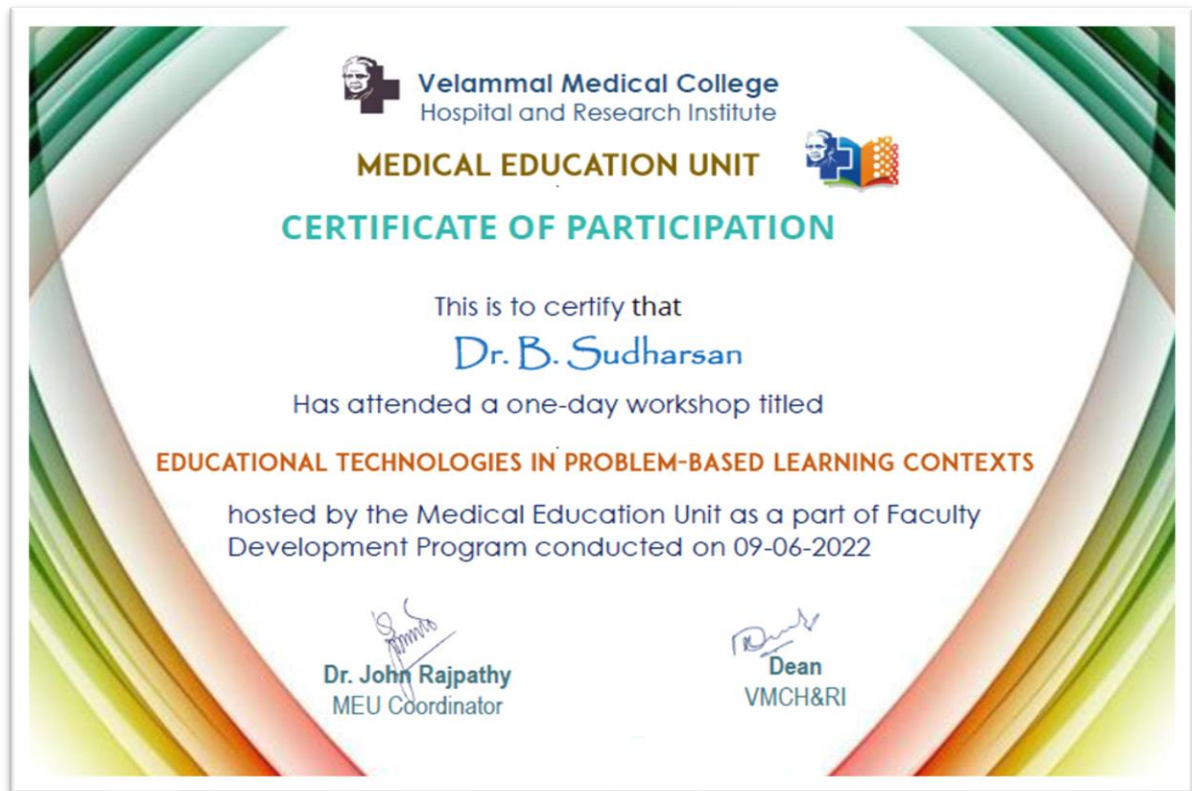 Velammal Medical College
Hospital and Research Institute
MEDICAL EDUCATION UNIT
CERTIFICATE OF PARTICIPATION
This is to certify that
Dr. B. Sudharsan
Has attended a one-day workshop titled
EDUCATIONAL TECHNOLOGIES IN PROBLEM-BASED LEARNING CONTEXTS
hosted by the Medical Education Unit as a part of Faculty
Development Program conducted on 09-06-2022
Dr. John Rajpathy
MEU Coordinator
Dean
VMCH&RI